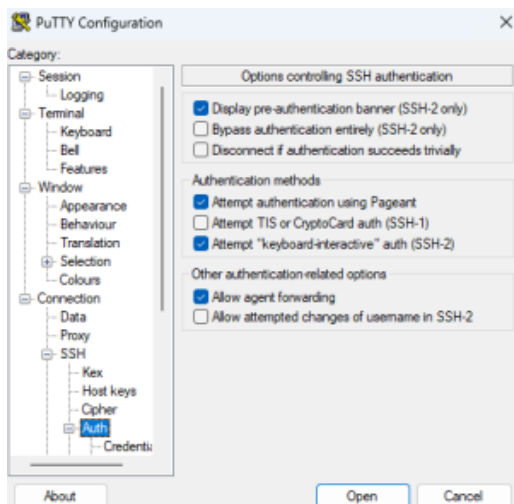 PuTTY Configuration
Category:
Session
Logging
Terminal
Keyboard
Bell
Features
Window
Appearance
Behaviour
Translation
Selection
Colours
Connection
Data
Proxy
SSH
Kex
Host keys
Cipher
Auth
Credentia
Options controlling SSH authentication
Display pre-authentication banner (SSH-2 only)
Bypass authentication entirely (SSH-2 only)
Disconnect if authentication succeeds trivially
Authentication methods
Attempt authentication using Pageant
Attempt TIS or CryptoCard auth (SSH-1)
Attempt "keyboard-interactive" auth (SSH-2)
Other authentication-related options
Allow agent forwarding
Allow attempted changes of username in SSH-2
About
Open
Cancel